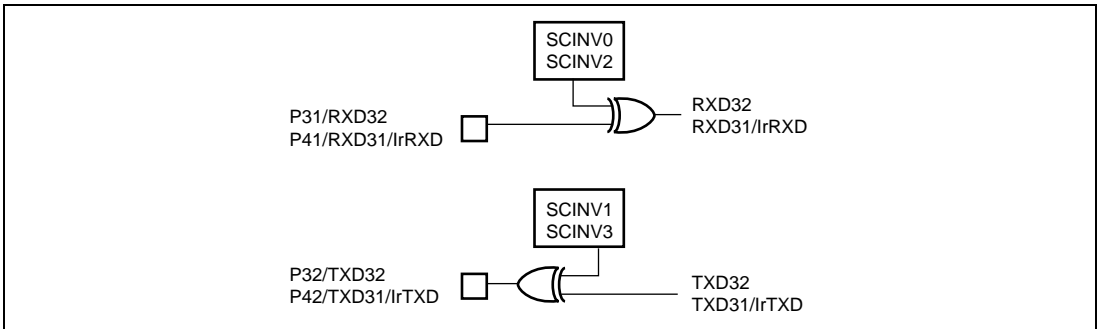 SCINV0
SCINV2
P31/RXD32
P41/RXD31/IrRXD
RXD32
RXD31/IrRXD
SCINV1
SCINV3
P32/TXD32
P42/TXD31/IrTXD
TXD32
TXD31/IrTXD